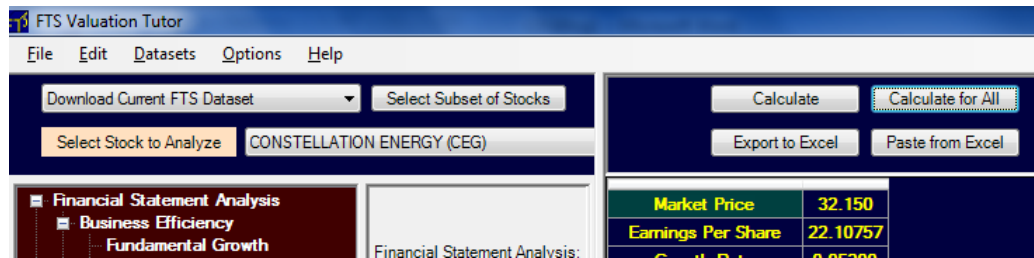 FTS Valuation Tutor
File Edit Datasets Options Help
Download Current FTS Dataset Select Subset of Stocks Calculate Calculate for All
Select Stock to Analyze CONSTELLATION ENERGY (CEG) Export to Excel Paste from Excel
Financial Statement Analysis
Business Efficiency
Fundamental Growth
Financial Statement Analysis:
Market Price 32.150
Earnings Per Share 22.10757